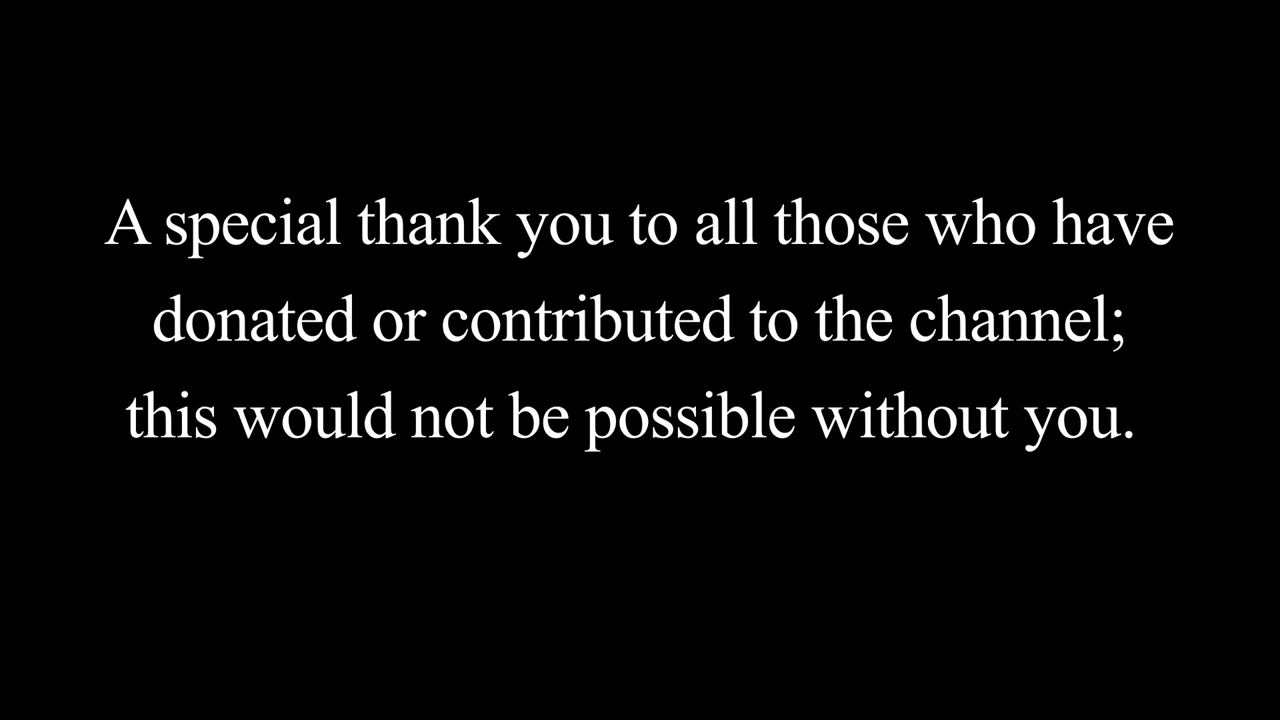 A special thank you to all those who have
donated or contributed to the channel;
this would not be possible without you.